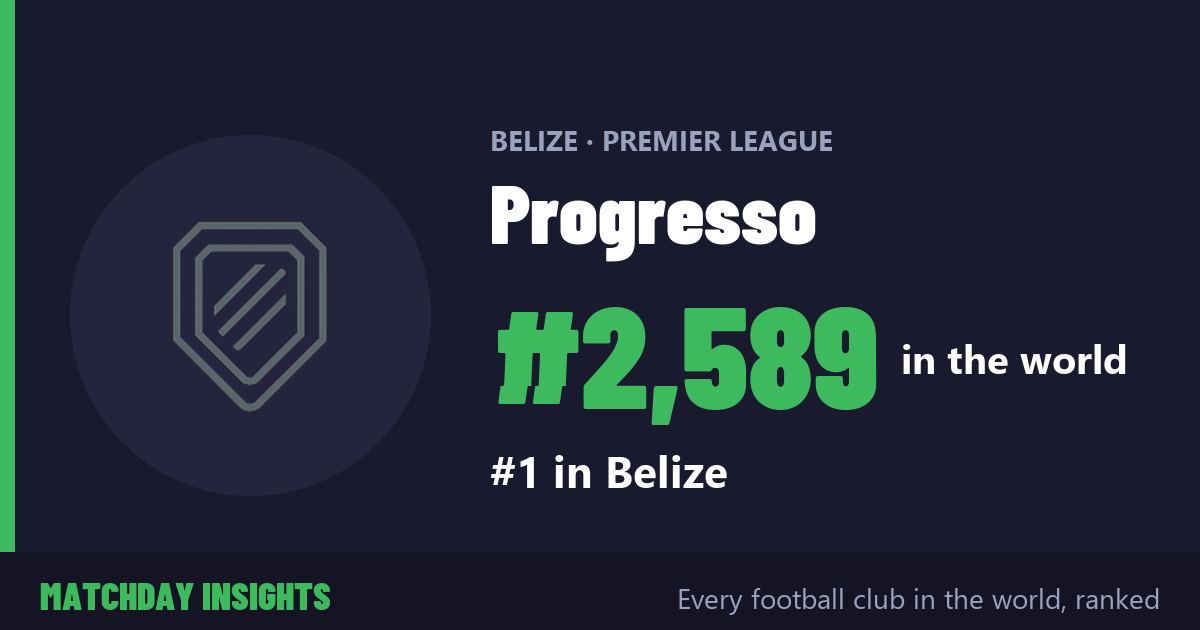 BELIZE · PREMIER LEAGUE
Progresso
#2,589 in the world
#1 in Belize
MATCHDAY INSIGHTS
Every football club in the world, ranked